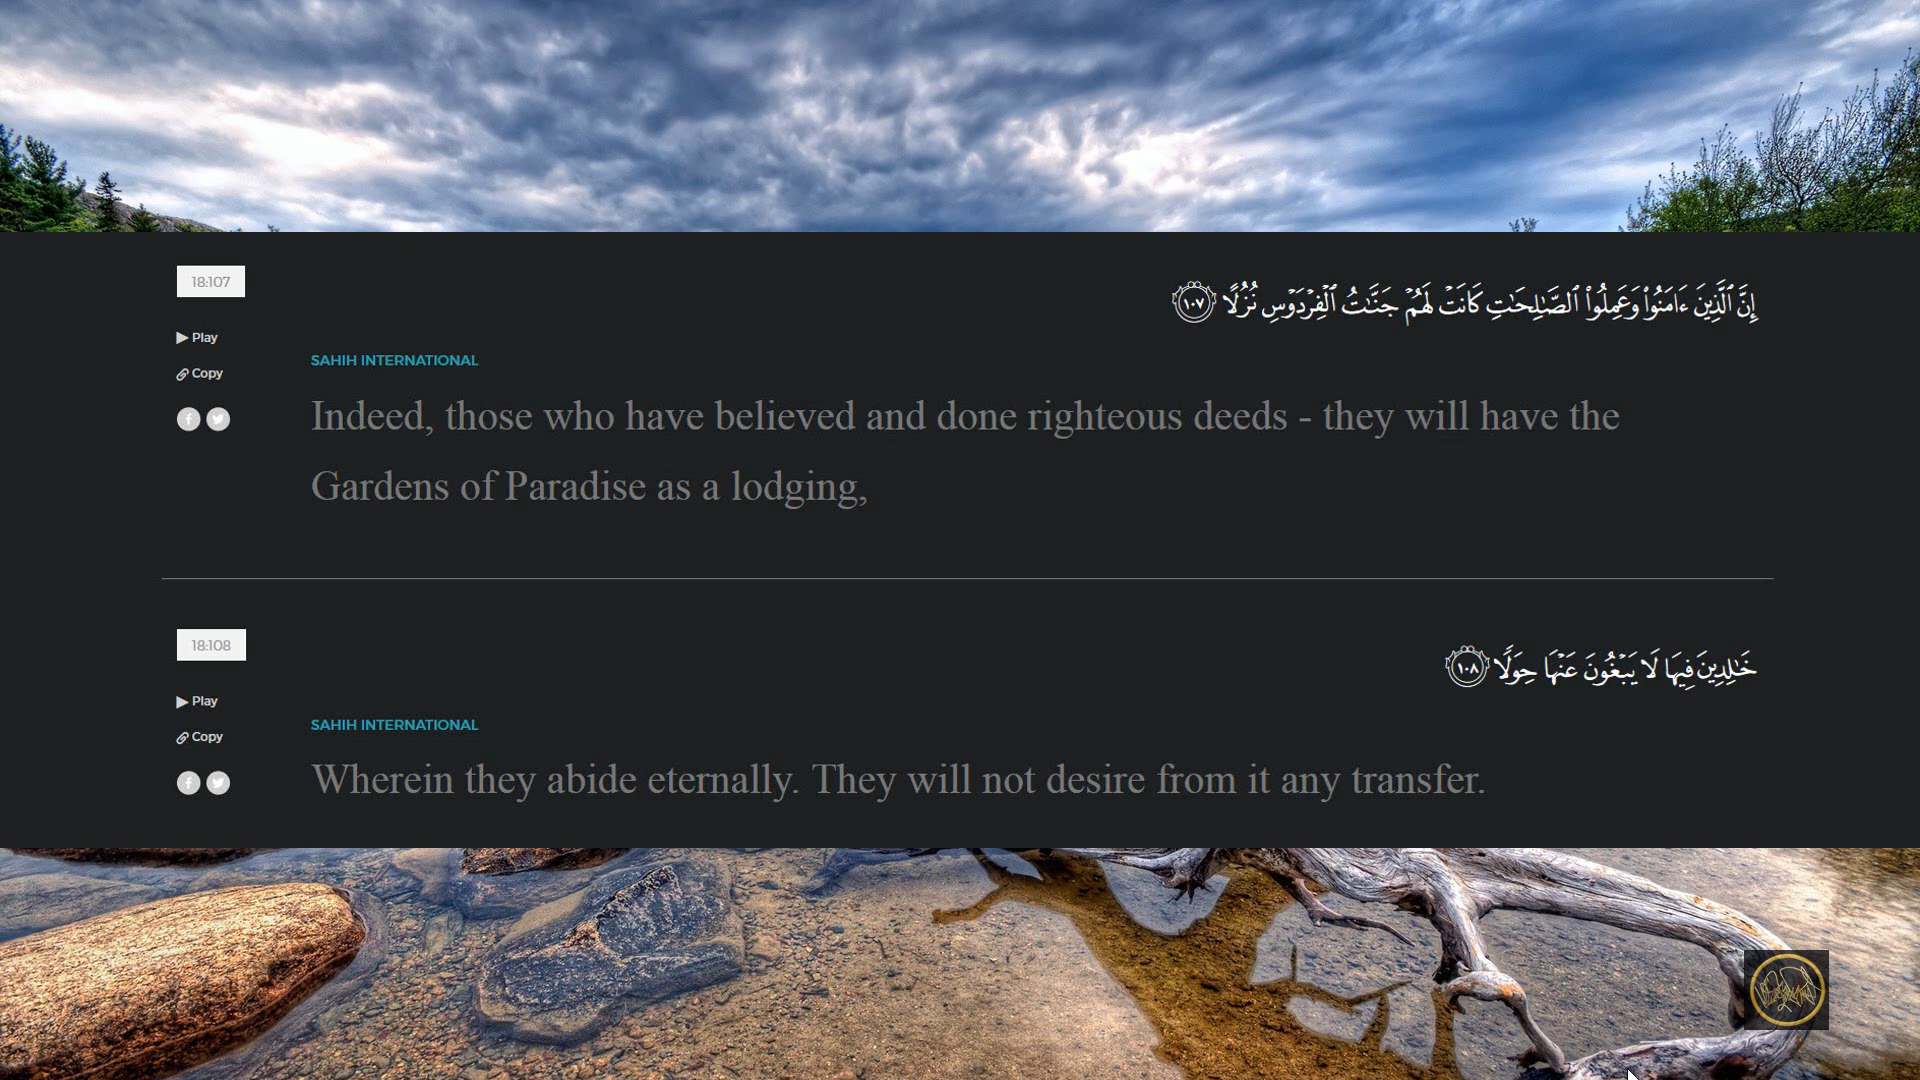 18:107
إِنَّ ٱلَّذِينَ ءَامَنُوا۟ وَعَمِلُوا۟ ٱلصَّـٰلِحَـٰتِ كَانَتْ لَهُمْ جَنَّـٰتُ ٱلْفِرْدَوْسِ نُزُلًا ١٠٧
Play
SAHIH INTERNATIONAL
Copy
Indeed, those who have believed and done righteous deeds - they will have the
Gardens of Paradise as a lodging,
18:108
خَـٰلِدِينَ فِيهَا لَا يَبْغُونَ عَنْهَا حِوَلًا ١٠٨
Play
SAHIH INTERNATIONAL
Copy
Wherein they abide eternally. They will not desire from it any transfer.